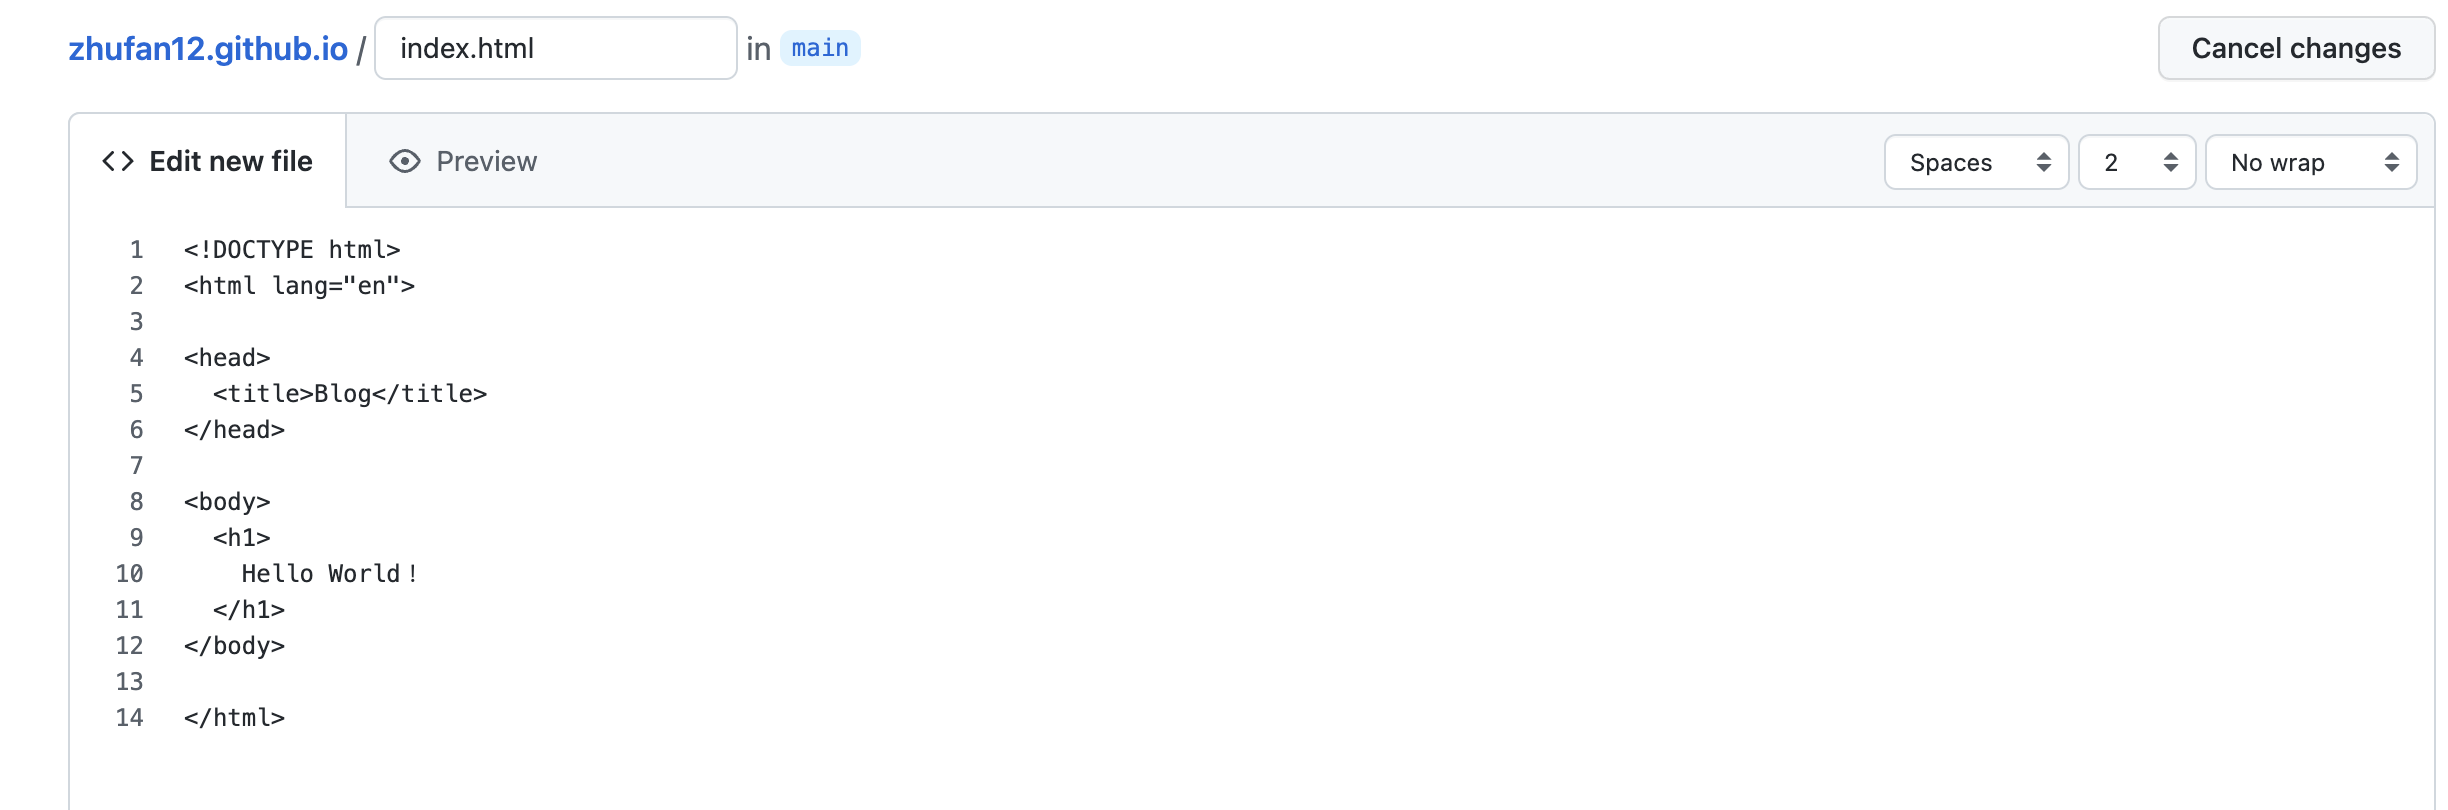 zhufan12.github.io / index.html in main Cancel changes
<> Edit new file Preview Spaces 2 No wrap
1 <!DOCTYPE html>
2 <html lang="en">
3
4 <head>
5   <title>Blog</title>
6 </head>
7
8 <body>
9   <h1>
10     Hello World！
11   </h1>
12 </body>
13
14 </html>